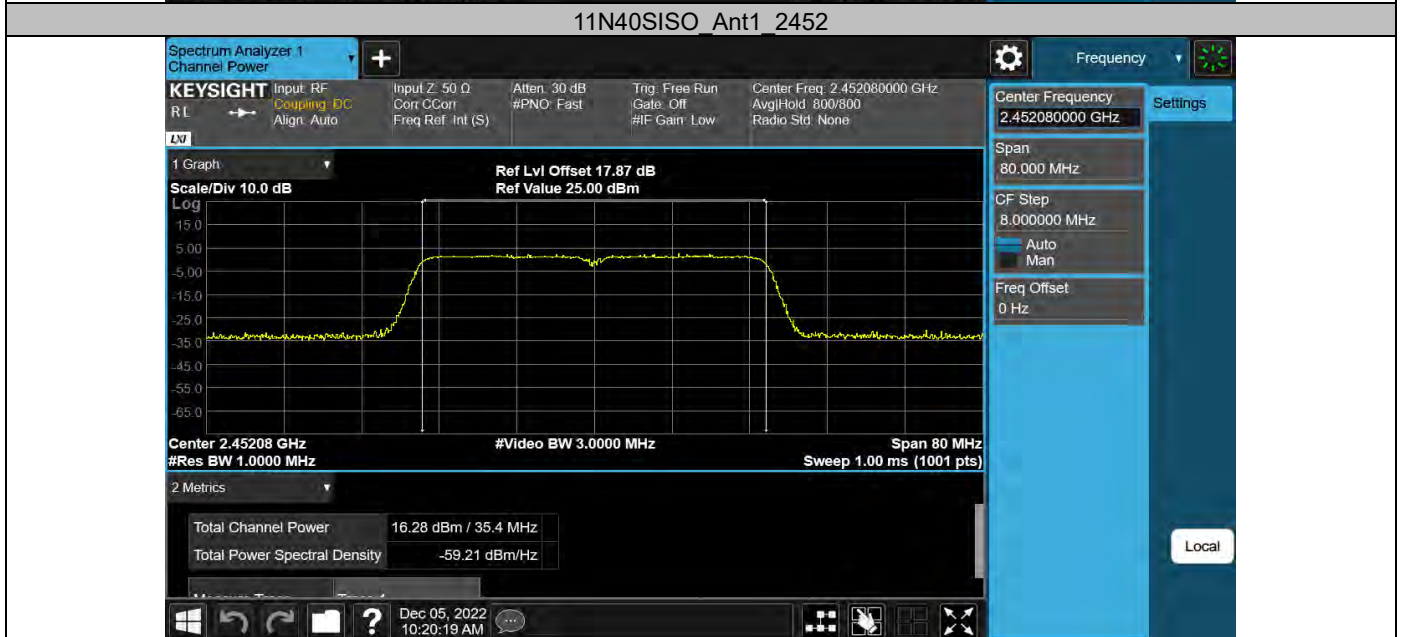 11N40SISO_Ant1_2452
Spectrum Analyzer 1
Channel Power
+
Frequency
KEYSIGHT
RL
LXI
Input: RF
Coupling: DC
Align: Auto
Input Z: 50 Ω
Corr CCorr
Freq Ref: Int (S)
Atten: 30 dB
#PNO: Fast
Trig: Free Run
Gate: Off
#IF Gain: Low
Center Freq: 2.452080000 GHz
Avg|Hold: 800/800
Radio Std: None
Center Frequency
2.452080000 GHz
Settings
Span
80.000 MHz
CF Step
8.000000 MHz
Auto
Man
Freq Offset
0 Hz
1 Graph
Scale/Div 10.0 dB
Ref Lvl Offset 17.87 dB
Ref Value 25.00 dBm
Log
15.0
5.00
-5.00
-15.0
-25.0
-35.0
-45.0
-55.0
-65.0
Center 2.45208 GHz
#Video BW 3.0000 MHz
Span 80 MHz
#Res BW 1.0000 MHz
Sweep 1.00 ms (1001 pts)
2 Metrics
Total Channel Power 16.28 dBm / 35.4 MHz
Total Power Spectral Density -59.21 dBm/Hz
Local
?
Dec 05, 2022
10:20:19 AM